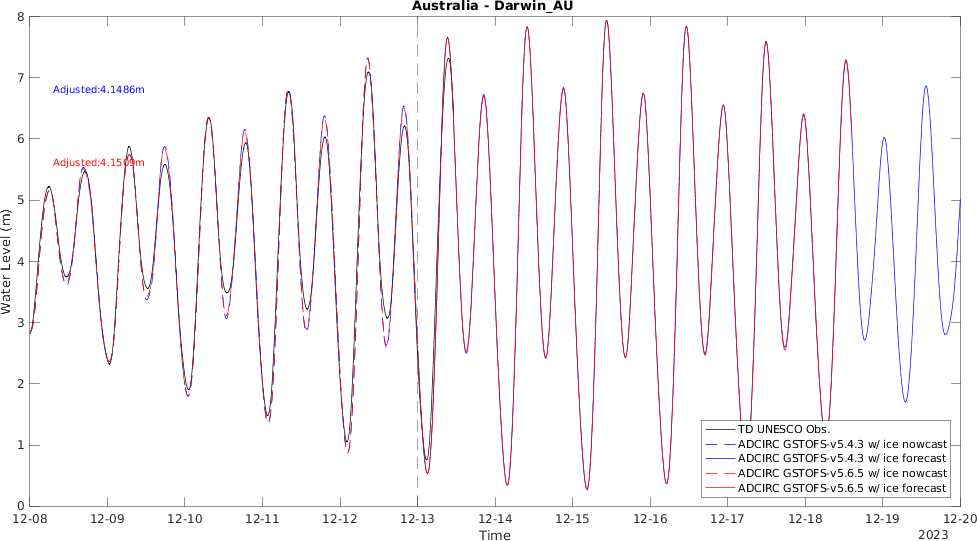 Australia - Darwin_AU
8
7
6
5
4
3
2
1
0
Water Level (m)
Adjusted:4.1486m
Adjusted:4.1509m
TD UNESCO Obs.
ADCIRC GSTOFS-v5.4.3 w/ ice nowcast
ADCIRC GSTOFS-v5.4.3 w/ ice forecast
ADCIRC GSTOFS-v5.6.5 w/ ice nowcast
ADCIRC GSTOFS-v5.6.5 w/ ice forecast
12-08 12-09 12-10 12-11 12-12 12-13 12-14 12-15 12-16 12-17 12-18 12-19 12-20
Time
2023